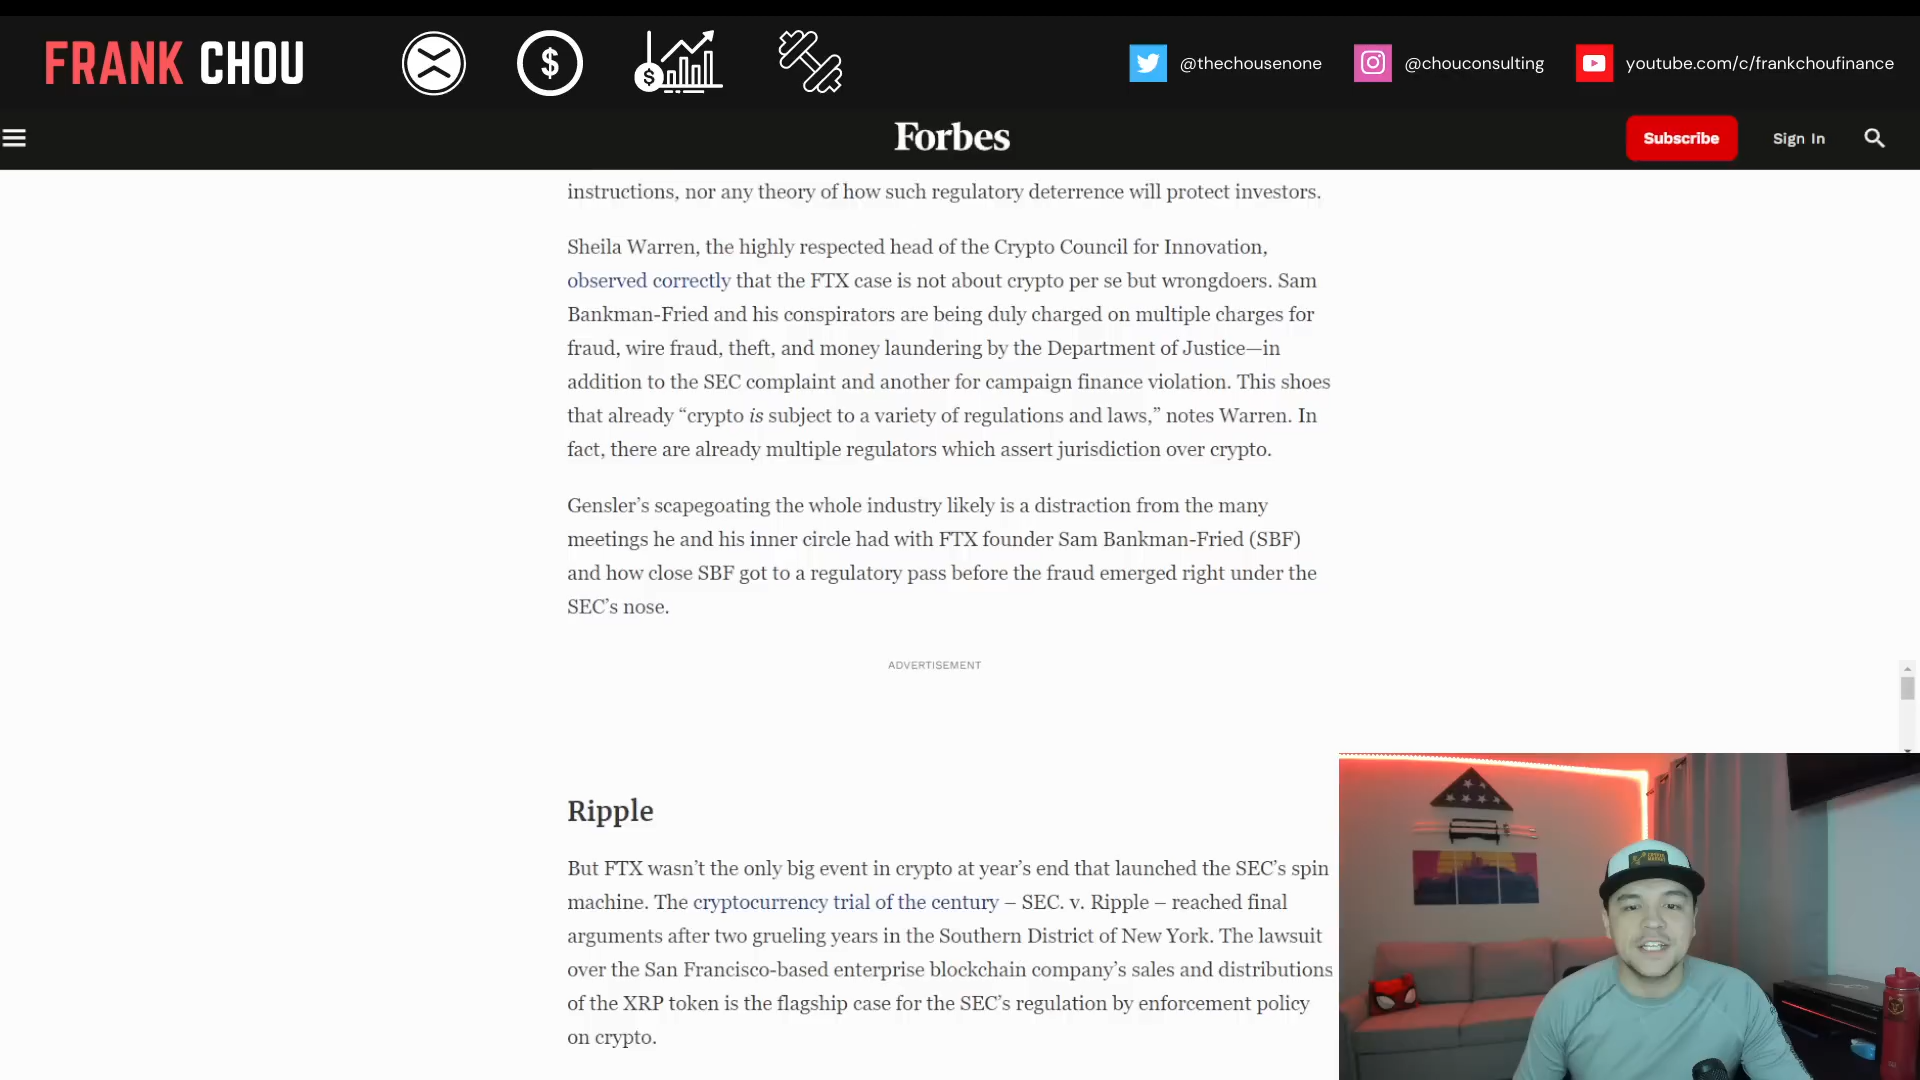 FRANK CHOU
@thechousenone
@chouconsulting
youtube.com/c/frankchoufinance
Forbes
Subscribe
Sign In
instructions, nor any theory of how such regulatory deterrence will protect investors.
Sheila Warren, the highly respected head of the Crypto Council for Innovation,
observed correctly that the FTX case is not about crypto per se but wrongdoers. Sam
Bankman-Fried and his conspirators are being duly charged on multiple charges for
fraud, wire fraud, theft, and money laundering by the Department of Justice—in
addition to the SEC complaint and another for campaign finance violation. This shoes
that already “crypto is subject to a variety of regulations and laws,” notes Warren. In
fact, there are already multiple regulators which assert jurisdiction over crypto.
Gensler’s scapegoating the whole industry likely is a distraction from the many
meetings he and his inner circle had with FTX founder Sam Bankman-Fried (SBF)
and how close SBF got to a regulatory pass before the fraud emerged right under the
SEC’s nose.
ADVERTISEMENT
Ripple
But FTX wasn’t the only big event in crypto at year’s end that launched the SEC’s spin
machine. The cryptocurrency trial of the century – SEC. v. Ripple – reached final
arguments after two grueling years in the Southern District of New York. The lawsuit
over the San Francisco-based enterprise blockchain company’s sales and distributions
of the XRP token is the flagship case for the SEC’s regulation by enforcement policy
on crypto.